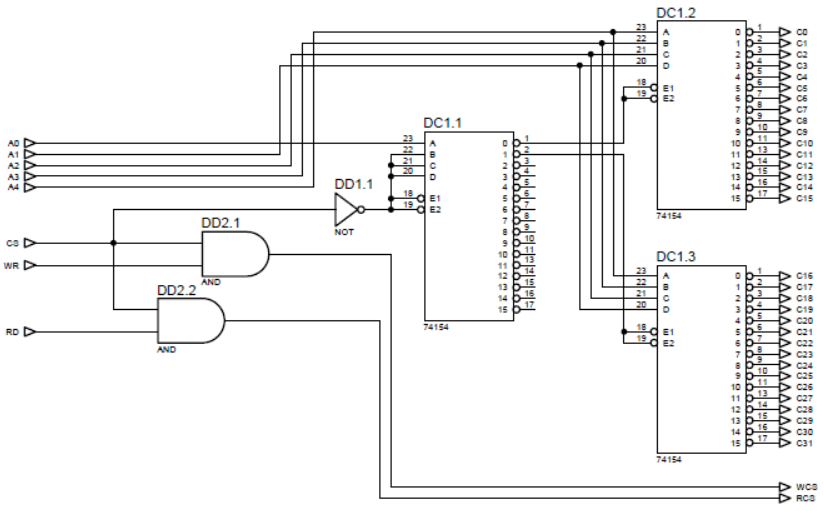 DC1.2
23 A 0 1 C0
22 B 1 2 C1
21 C 2 3 C2
20 D 3 4 C3
4 5 C4
18 E1 5 6 C5
19 E2 6 7 C6
7 8 C7
8 9 C8
9 10 C9
10 11 C10
11 13 C11
12 14 C12
13 15 C13
14 16 C14
15 17 C15
74154
DC1.1
A0 23 A 0 1
A1 22 B 1 2
A2 21 C 2 3
A3 20 D 3 4
A4 4 5
18 E1 5 6
19 E2 6 7
7 8
8 9
9 10
10 11
11 13
12 14
13 15
14 16
15 17
74154
DD1.1
NOT
CS
DD2.1
WR
AND
DD2.2
RD
AND
DC1.3
23 A 0 1 C16
22 B 1 2 C17
21 C 2 3 C18
20 D 3 4 C19
4 5 C20
18 E1 5 6 C21
19 E2 6 7 C22
7 8 C23
8 9 C24
9 10 C25
10 11 C26
11 13 C27
12 14 C28
13 15 C29
14 16 C30
15 17 C31
74154
WCS
RCS